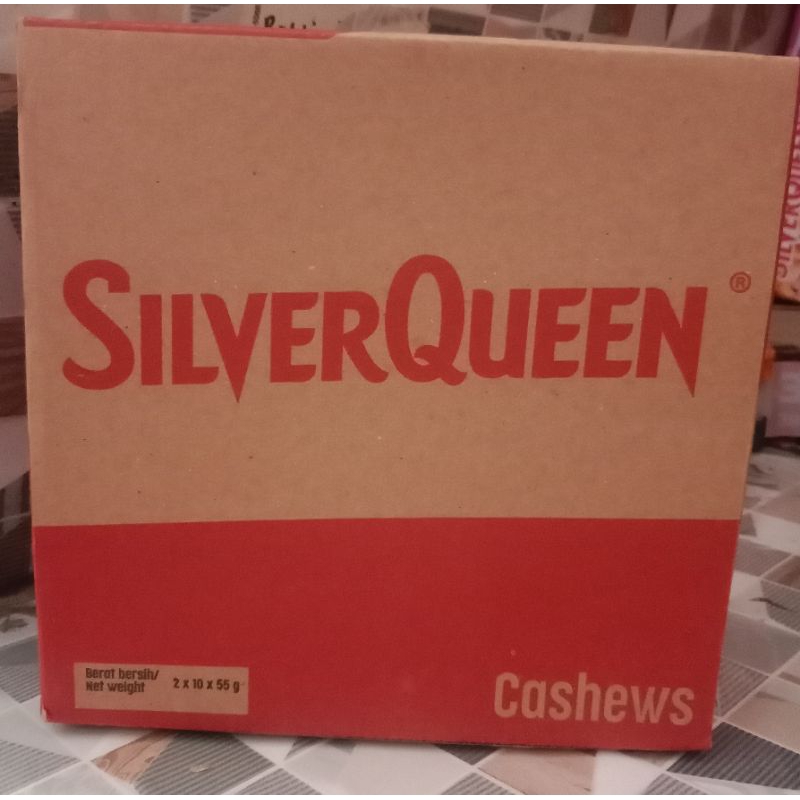 SILVERQUEEN®
Berat bersih/
Net weight 2 x 10 x 55 g
Cashews